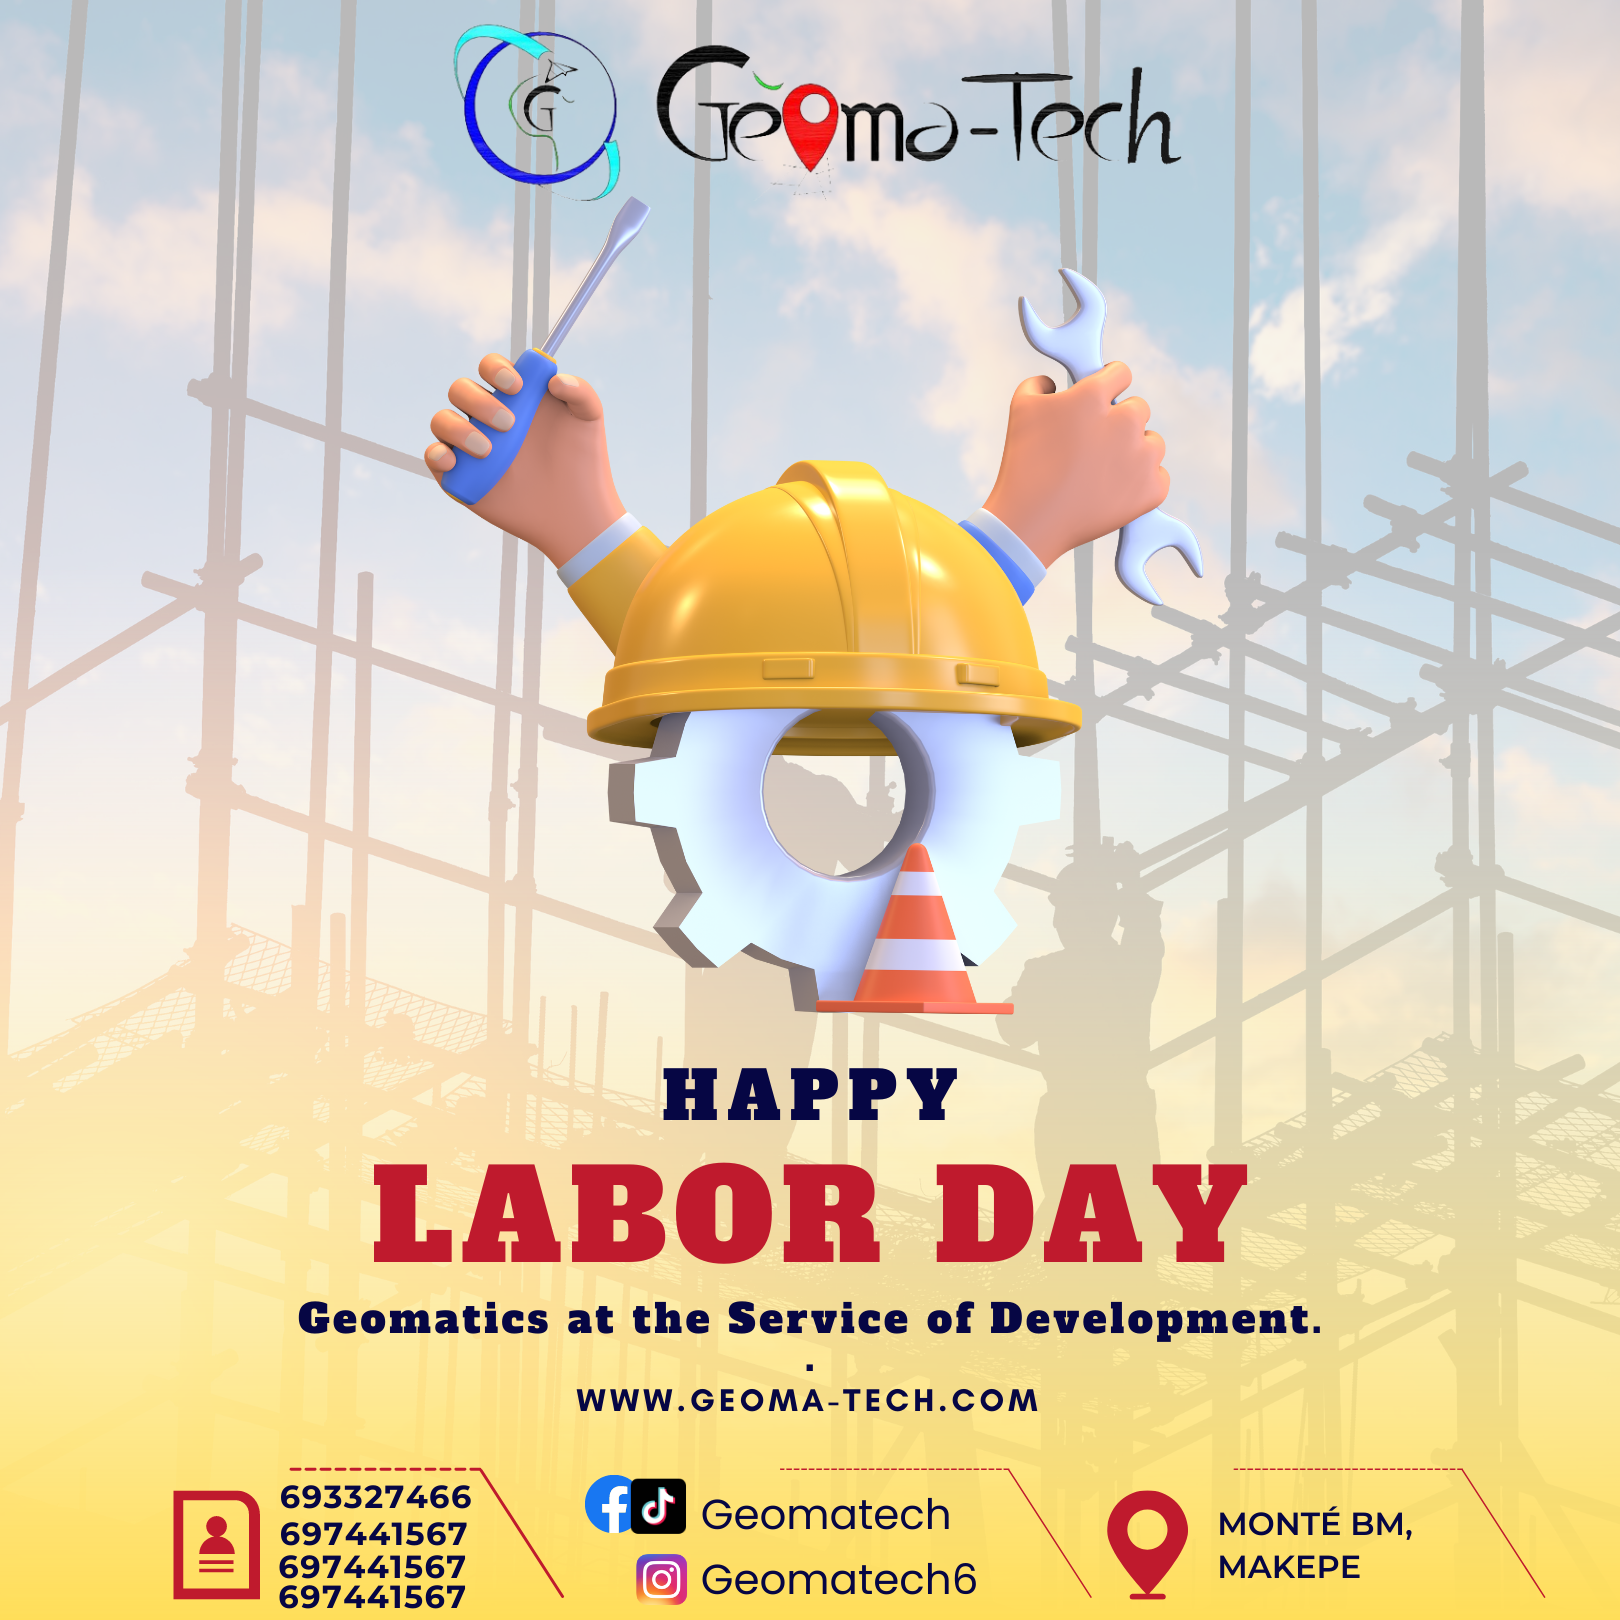 G
Gèoma-Tech
HAPPY
LABOR DAY
Geomatics at the Service of Development.
.
WWW.GEOMA-TECH.COM
693327466
697441567
697441567
697441567
Geomatech
Geomatech6
MONTÉ BM,
MAKEPE